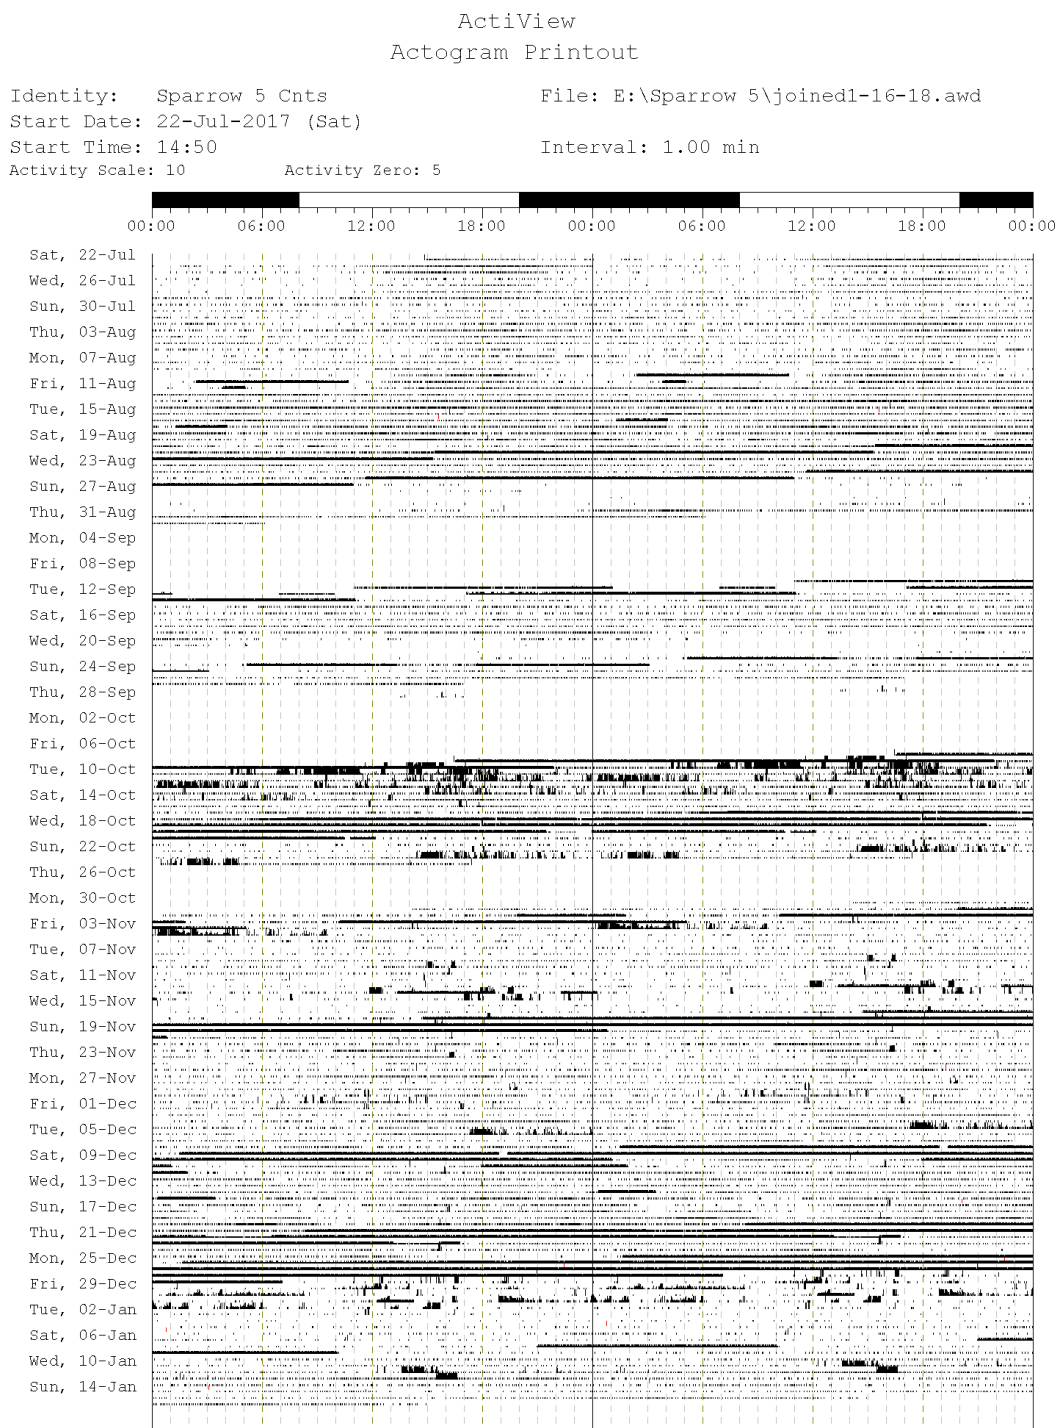 ActiView
Actogram Printout
Identity: Sparrow 5 Cnts File: E:\Sparrow 5\joined1-16-18.awd
Start Date: 22-Jul-2017 (Sat)
Start Time: 14:50 Interval: 1.00 min
Activity Scale: 10 Activity Zero: 5
00:00 06:00 12:00 18:00 00:00 06:00 12:00 18:00 00:00
Sat, 22-Jul
Wed, 26-Jul
Sun, 30-Jul
Thu, 03-Aug
Mon, 07-Aug
Fri, 11-Aug
Tue, 15-Aug
Sat, 19-Aug
Wed, 23-Aug
Sun, 27-Aug
Thu, 31-Aug
Mon, 04-Sep
Fri, 08-Sep
Tue, 12-Sep
Sat, 16-Sep
Wed, 20-Sep
Sun, 24-Sep
Thu, 28-Sep
Mon, 02-Oct
Fri, 06-Oct
Tue, 10-Oct
Sat, 14-Oct
Wed, 18-Oct
Sun, 22-Oct
Thu, 26-Oct
Mon, 30-Oct
Fri, 03-Nov
Tue, 07-Nov
Sat, 11-Nov
Wed, 15-Nov
Sun, 19-Nov
Thu, 23-Nov
Mon, 27-Nov
Fri, 01-Dec
Tue, 05-Dec
Sat, 09-Dec
Wed, 13-Dec
Sun, 17-Dec
Thu, 21-Dec
Mon, 25-Dec
Fri, 29-Dec
Tue, 02-Jan
Sat, 06-Jan
Wed, 10-Jan
Sun, 14-Jan